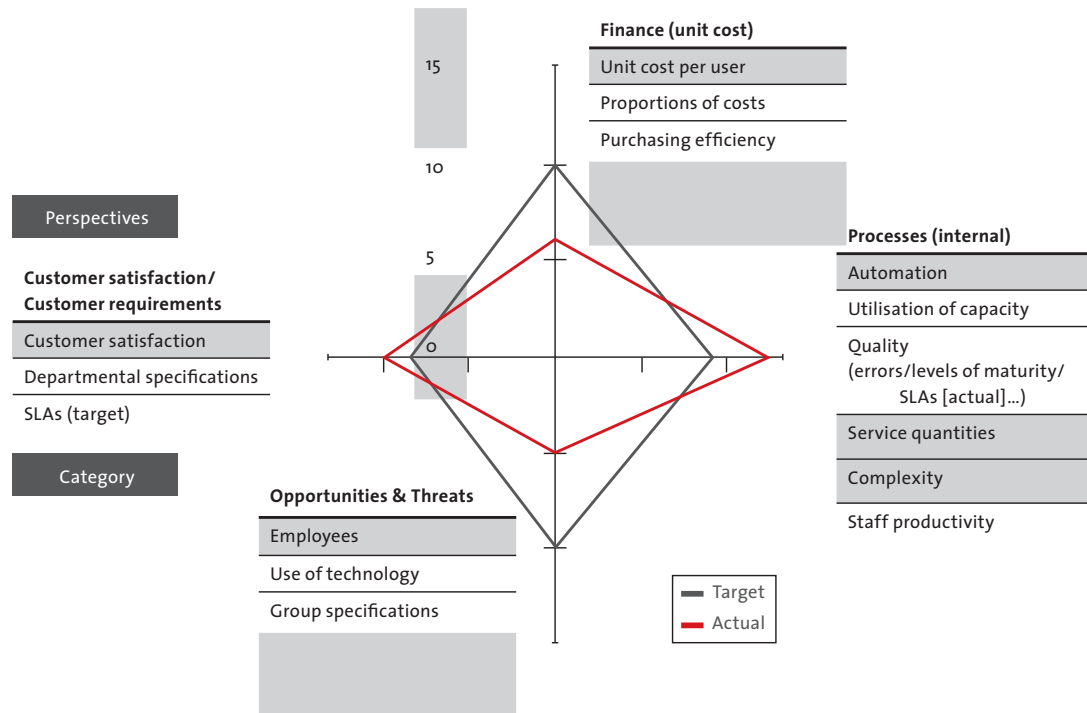 Finance (unit cost)
Unit cost per user
Proportions of costs
Purchasing efficiency
15
10
5
0
Perspectives
Customer satisfaction/
Customer requirements
Customer satisfaction
Departmental specifications
SLAs (target)
Category
Processes (internal)
Automation
Utilisation of capacity
Quality
(errors/levels of maturity/
SLAs [actual]...)
Service quantities
Complexity
Staff productivity
Opportunities & Threats
Employees
Use of technology
Group specifications
Target
Actual